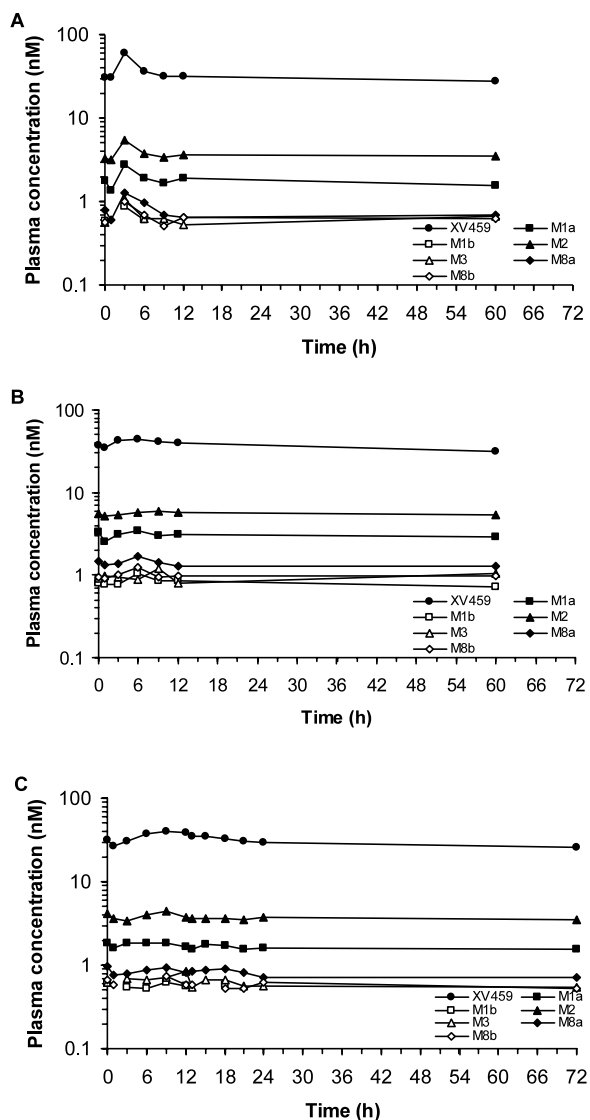 A
Plasma concentration (nM)
100
10
1
0.1
XV459 M1a
M1b M2
M3 M8a
M8b
0 6 12 18 24 30 36 42 48 54 60 66 72
Time (h)
B
Plasma concentration (nM)
100
10
1
0.1
XV459 M1a
M1b M2
M3 M8a
M8b
0 6 12 18 24 30 36 42 48 54 60 66 72
Time (h)
C
Plasma concentration (nM)
100
10
1
0.1
XV459 M1a
M1b M2
M3 M8a
M8b
0 6 12 18 24 30 36 42 48 54 60 66 72
Time (h)